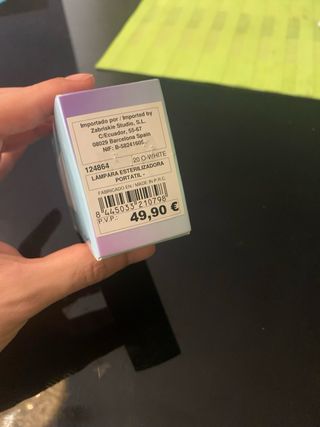 Importado por / Imported by
Zabriskie Studio, S.L.
C/Ecuador, 55-67
08029 Barcelona Spain
NIF: B-58241605
124864 20.O-WHITE
LÁMPARA ESTERILIZADORA
PORTATIL -
FABRICADO EN / MADE IN P.R.C.
8 445033 210798
P.V.P.: 49,90 €